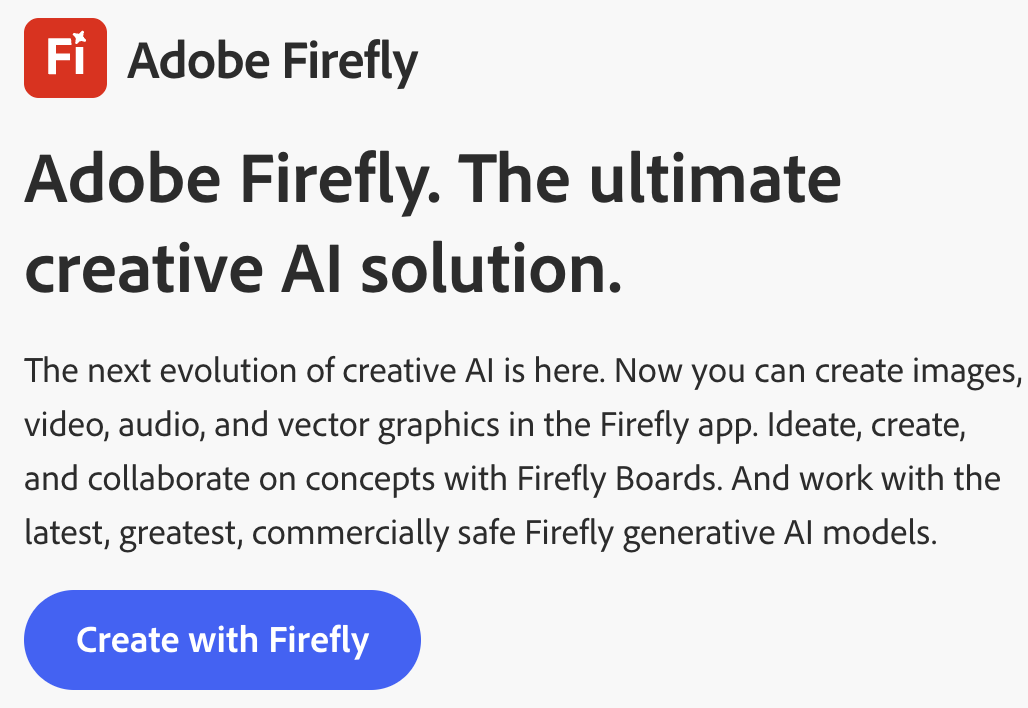 Fi
Adobe Firefly
Adobe Firefly. The ultimate
creative AI solution.
The next evolution of creative AI is here. Now you can create images,
video, audio, and vector graphics in the Firefly app. Ideate, create,
and collaborate on concepts with Firefly Boards. And work with the
latest, greatest, commercially safe Firefly generative AI models.
Create with Firefly